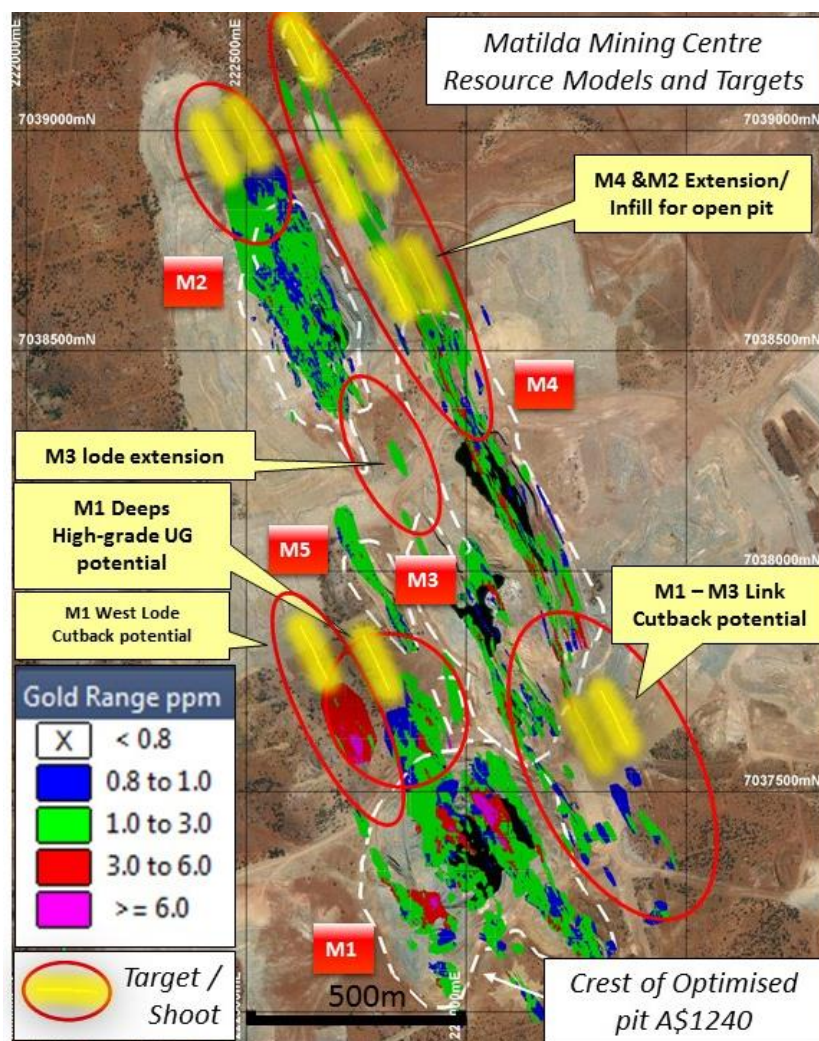 222000mE
222500mE
Matilda Mining Centre
Resource Models and Targets
7039000mN
7039000mN
M4 &M2 Extension/
Infill for open pit
M2
7038500mN
7038500mN
M4
M3 lode extension
M1 Deeps
High-grade UG
potential
M5
7038000mN
M3
M1 – M3 Link
Cutback potential
M1 West Lode
Cutback potential
Gold Range ppm
X < 0.8
0.8 to 1.0
1.0 to 3.0
3.0 to 6.0
>= 6.0
7037500mN
M1
Target /
Shoot
500m
Crest of Optimised
pit A$1240